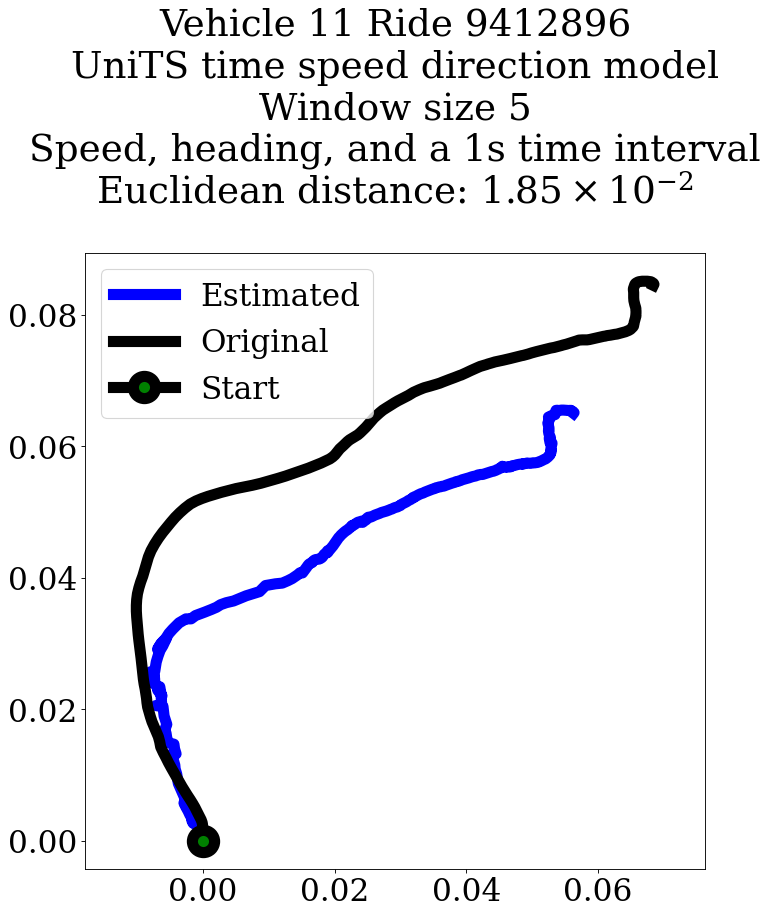 Vehicle 11 Ride 9412896
UniTS time speed direction model
Window size 5
Speed, heading, and a 1s time interval
Euclidean distance: 1.85 × 10⁻²
Estimated
Original
Start
0.08
0.06
0.04
0.02
0.00
0.00 0.02 0.04 0.06